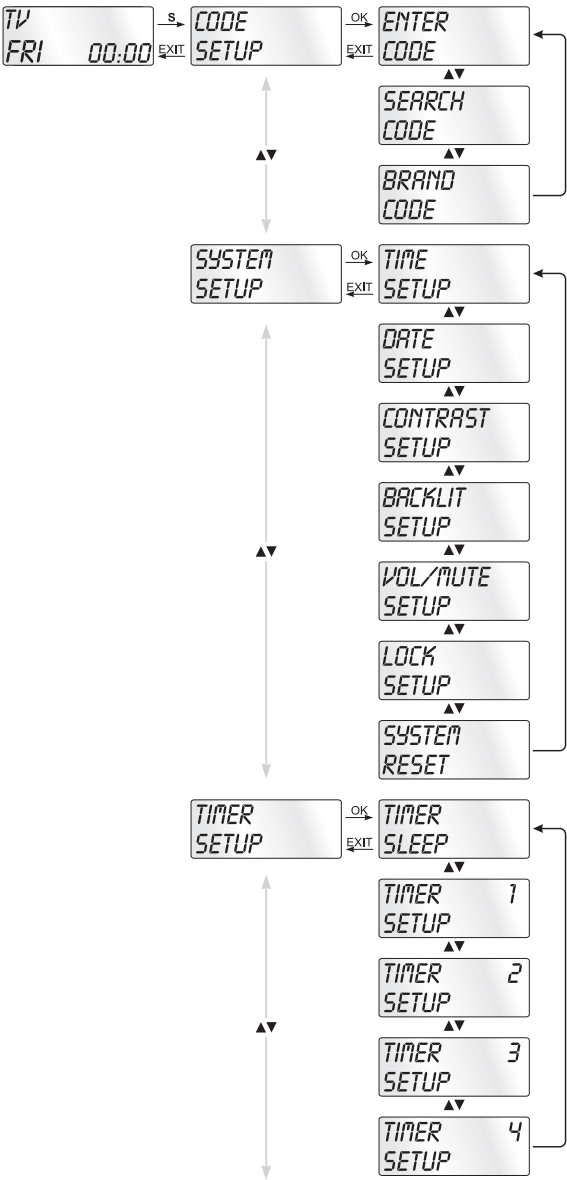 TV
FRI 00:00
S
EXIT
CODE
SETUP
OK
EXIT
ENTER
CODE
▲▼
SEARCH
CODE
▲▼
▲▼
BRAND
CODE
SYSTEM
SETUP
OK
EXIT
TIME
SETUP
▲▼
DATE
SETUP
▲▼
CONTRAST
SETUP
▲▼
BACKLIT
SETUP
▲▼
▲▼
VOL/MUTE
SETUP
▲▼
LOCK
SETUP
▲▼
SYSTEM
RESET
TIMER
SETUP
OK
EXIT
TIMER
SLEEP
▲▼
TIMER 1
SETUP
▲▼
TIMER 2
SETUP
▲▼
▲▼
TIMER 3
SETUP
▲▼
TIMER 4
SETUP